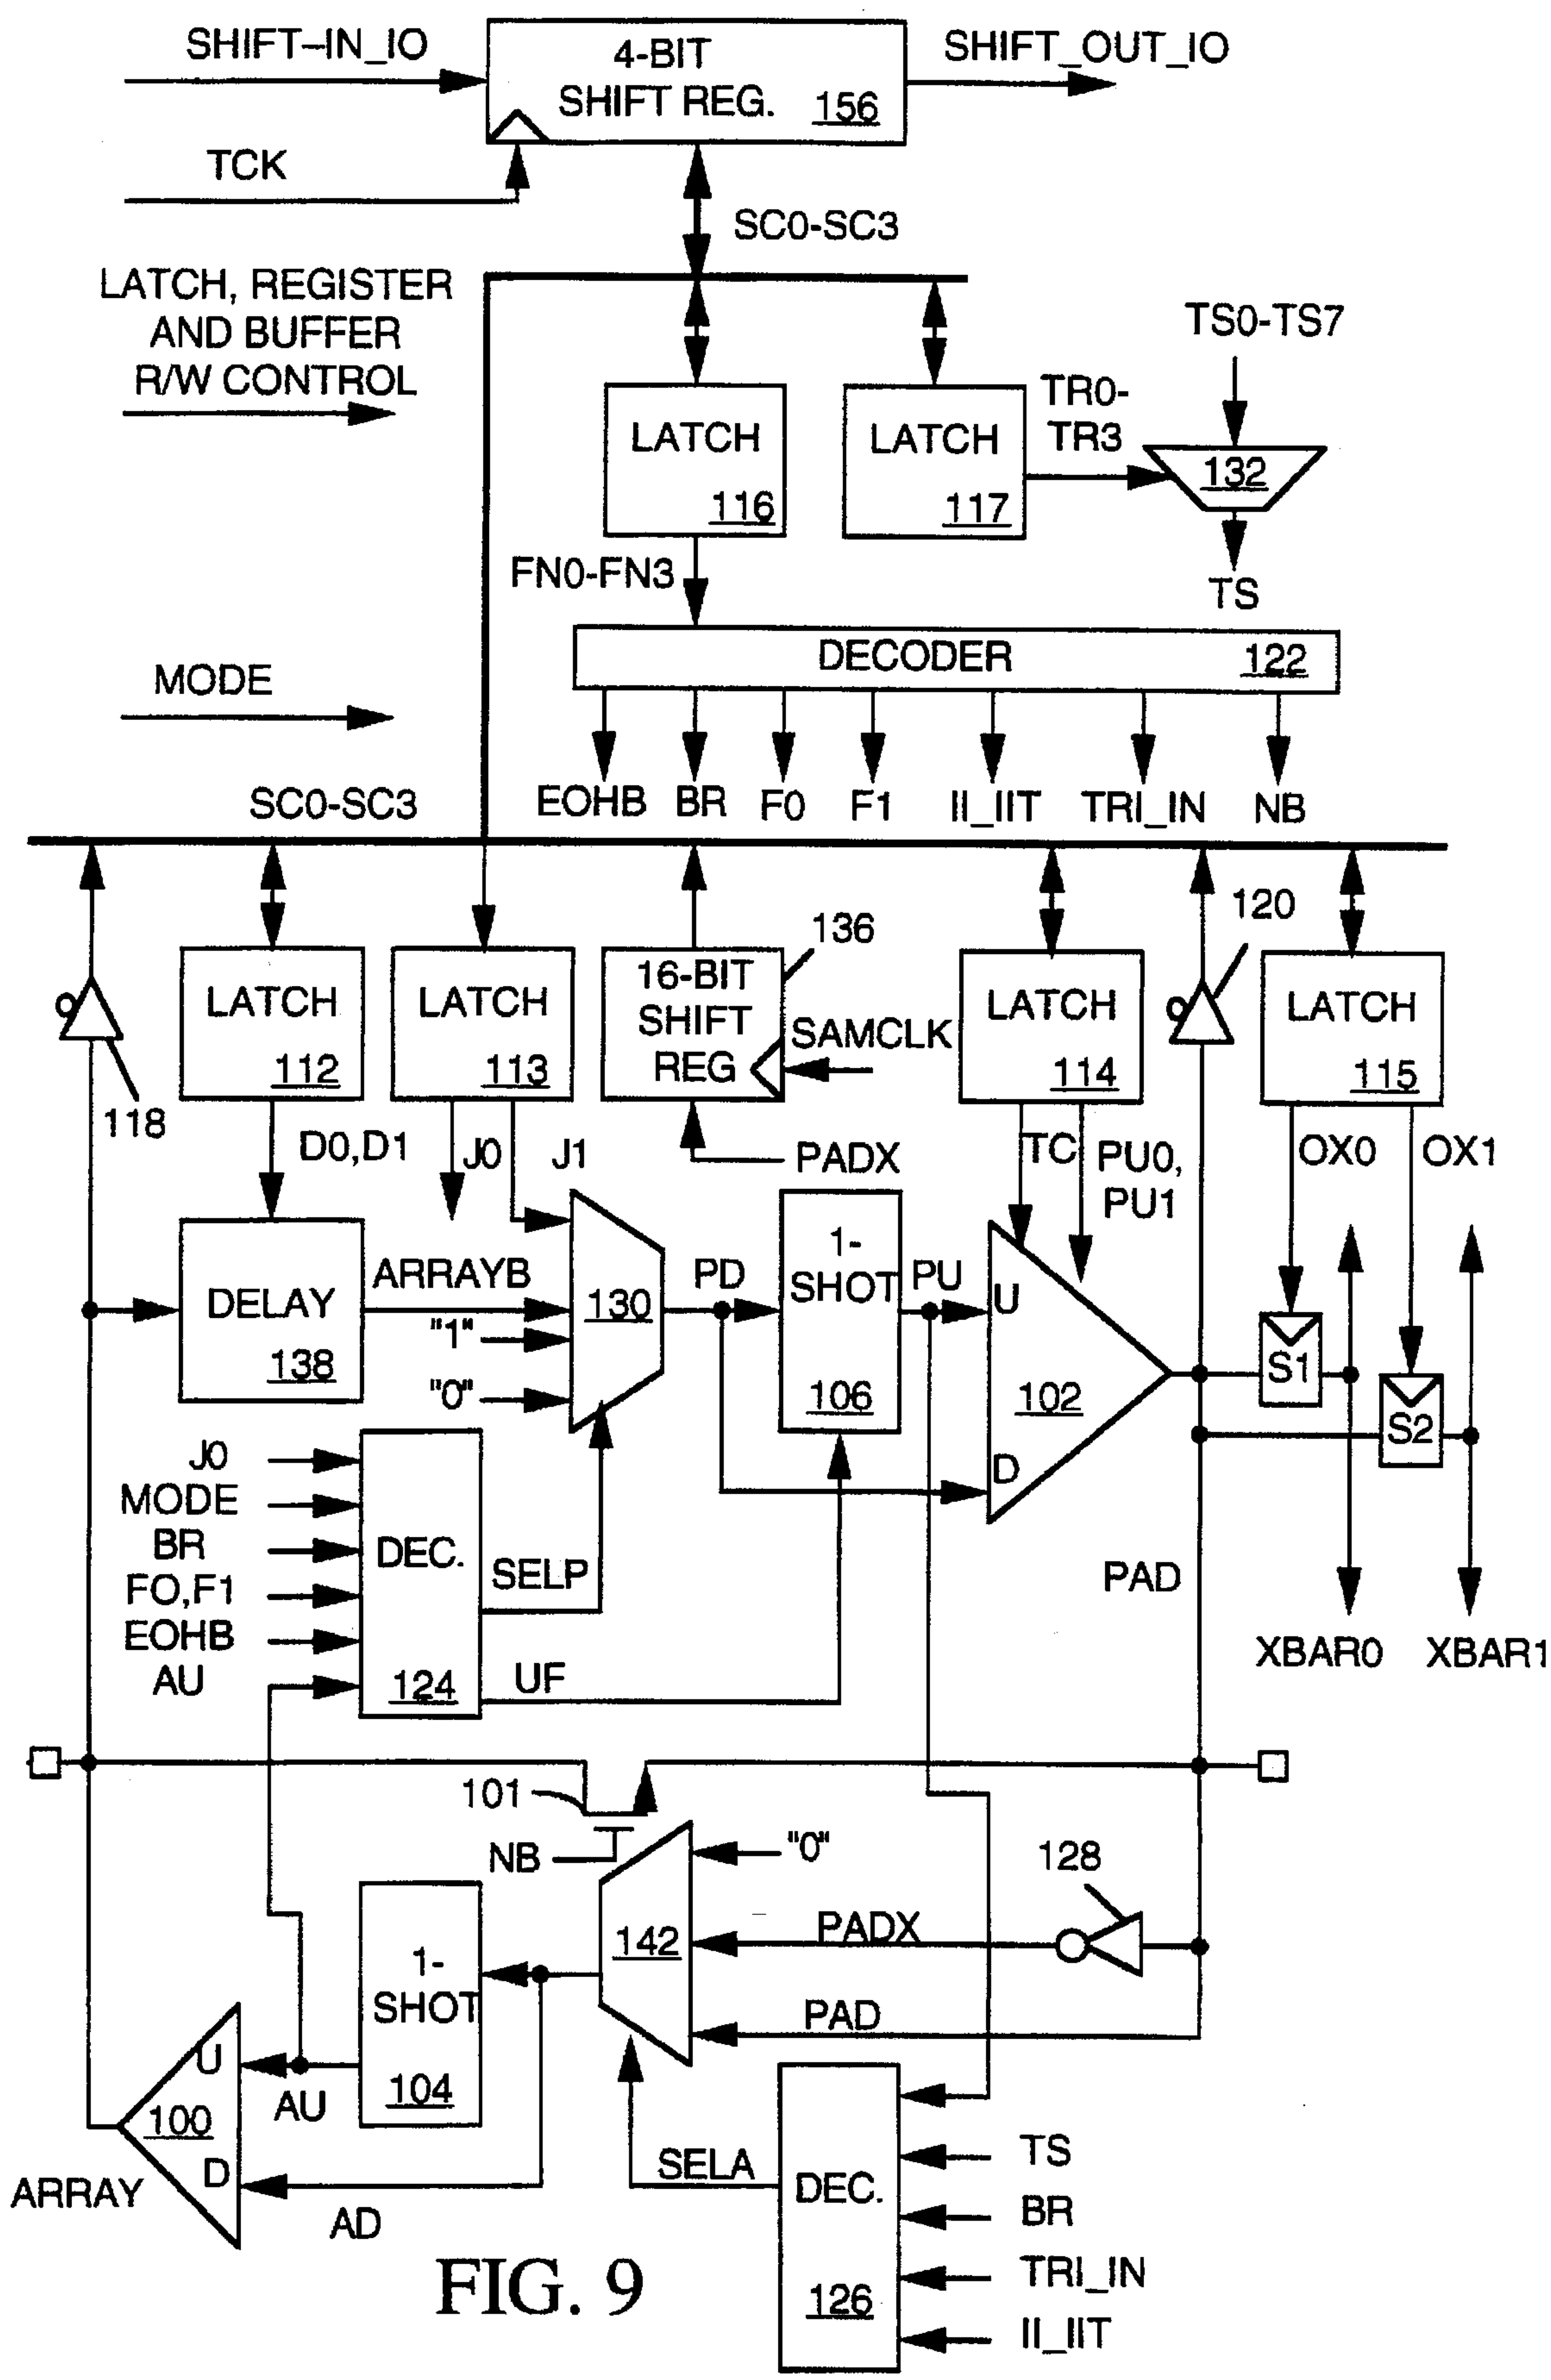 SHIFT–IN_IO
4-BIT
SHIFT REG. 156
SHIFT_OUT_IO
TCK
SC0-SC3
LATCH, REGISTER
AND BUFFER
R/W CONTROL
TS0-TS7
LATCH
116
LATCH
117
TR0-
TR3
132
FN0-FN3
TS
DECODER 122
MODE
EOHB BR F0 F1 II_IIT TRI_IN NB
SC0-SC3
118
LATCH
112
LATCH
113
136
16-BIT
SHIFT
REG
SAMCLK
LATCH
114
120
LATCH
115
D0,D1
J0
J1
PADX
TC
PU0,
PU1
OX0
OX1
DELAY
138
ARRAYB
"1"
"0"
130
PD
1-
SHOT
106
PU
U
102
D
S1
S2
J0
MODE
BR
FO,F1
EOHB
AU
DEC.
124
SELP
UF
PAD
XBAR0
XBAR1
101
NB
"0"
128
142
PADX
PAD
1-
SHOT
104
U
100
D
AU
ARRAY
AD
SELA
DEC.
126
TS
BR
TRI_IN
II_IIT
FIG. 9